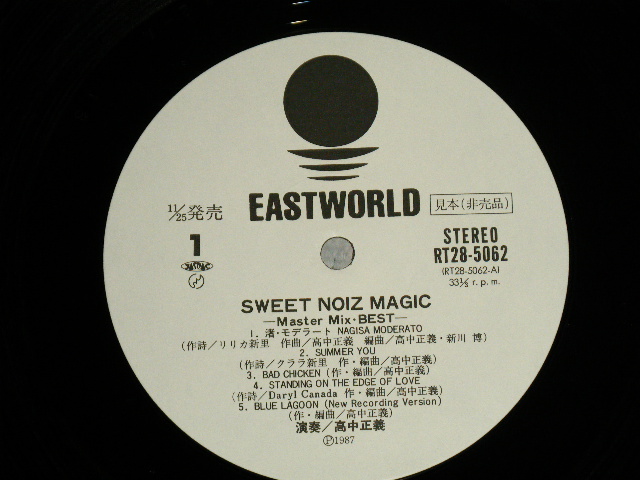 11/25発売
EASTWORLD
見本(非売品)
1
STEREO
RT28-5062
(RT28-5062-A)
33⅓ r.p.m.
SWEET NOIZ MAGIC
—Master Mix・BEST—
1. 渚・モデラート NAGISA MODERATO
(作詩/リリカ新里 作曲/高中正義 編曲/高中正義・新川 博)
2. SUMMER YOU
(作詩/クララ新里 作・編曲/高中正義)
3. BAD CHICKEN (作・編曲/高中正義)
4. STANDING ON THE EDGE OF LOVE
(作詩/Daryl Canada 作・編曲/高中正義)
5. BLUE LAGOON (New Recording Version)
(作・編曲/高中正義)
演奏/高中正義
Ⓟ1987